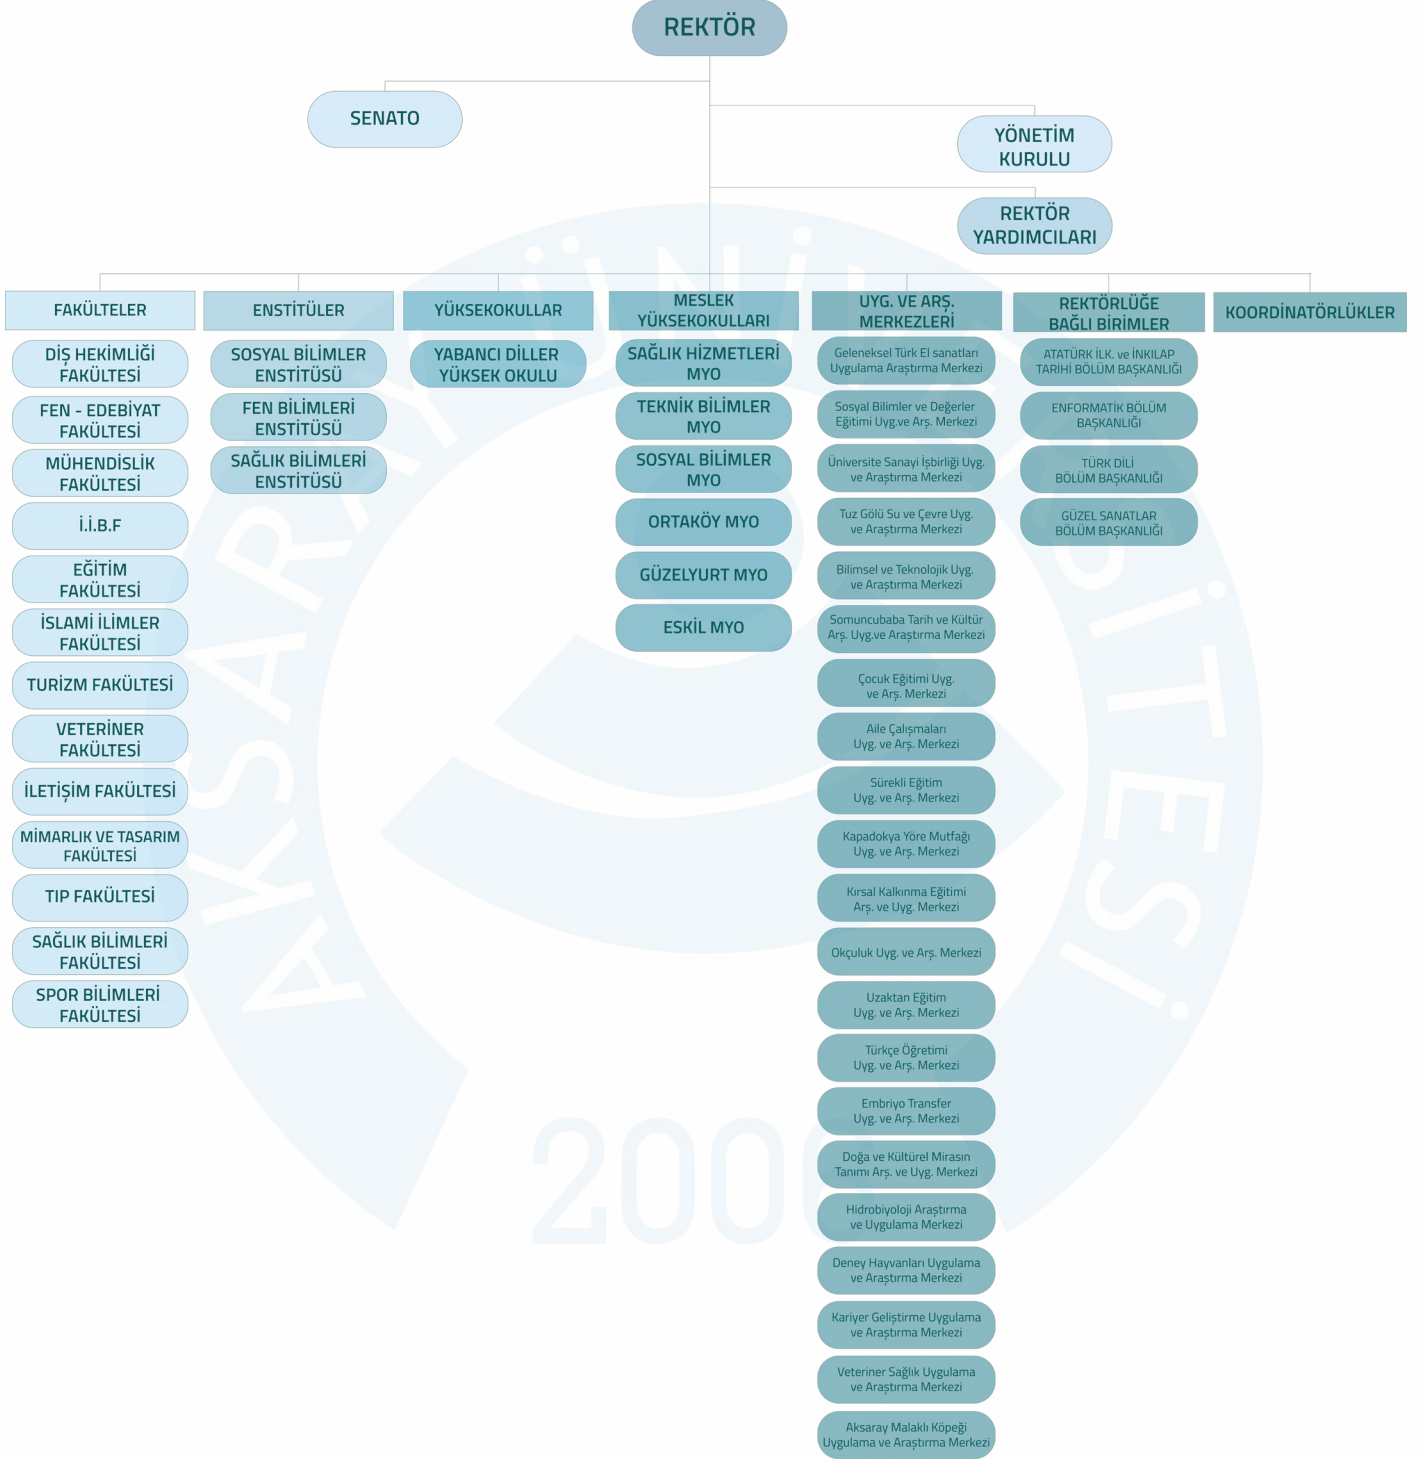 REKTÖR
SENATO
YÖNETİM
KURULU
REKTÖR
YARDIMCILARI
FAKÜLTELER
DİŞ HEKİMLİĞİ
FAKÜLTESİ
FEN - EDEBİYAT
FAKÜLTESİ
MÜHENDİSLİK
FAKÜLTESİ
İ.İ.B.F
EĞİTİM
FAKÜLTESİ
İSLAMİ İLİMLER
FAKÜLTESİ
TURİZM FAKÜLTESİ
VETERİNER
FAKÜLTESİ
İLETİŞİM FAKÜLTESİ
MİMARLIK VE TASARIM
FAKÜLTESİ
TIP FAKÜLTESİ
SAĞLIK BİLİMLERİ
FAKÜLTESİ
SPOR BİLİMLERİ
FAKÜLTESİ
ENSTİTÜLER
SOSYAL BİLİMLER
ENSTİTÜSÜ
FEN BİLİMLERİ
ENSTİTÜSÜ
SAĞLIK BİLİMLERİ
ENSTİTÜSÜ
YÜKSEKOKULLAR
YABANCI DİLLER
YÜKSEK OKULU
MESLEK
YÜKSEKOKULLARI
SAĞLIK HİZMETLERİ
MYO
TEKNİK BİLİMLER
MYO
SOSYAL BİLİMLER
MYO
ORTAKÖY MYO
GÜZELYURT MYO
ESKİL MYO
UYG. VE ARŞ.
MERKEZLERİ
Geleneksel Türk El sanatları
Uygulama Araştırma Merkezi
Sosyal Bilimler ve Değerler
Eğitimi Uyg.ve Arş. Merkezi
Üniversite Sanayi İşbirliği Uyg.
ve Araştırma Merkezi
Tuz Gölü Su ve Çevre Uyg.
ve Araştırma Merkezi
Bilimsel ve Teknolojik Uyg.
ve Araştırma Merkezi
Somuncubaba Tarih ve Kültür
Arş. Uyg.ve Araştırma Merkezi
Çocuk Eğitimi Uyg.
ve Arş. Merkezi
Aile Çalışmaları
Uyg. ve Arş. Merkezi
Sürekli Eğitim
Uyg. ve Arş. Merkezi
Kapadokya Yöre Mutfağı
Uyg. ve Arş. Merkezi
Kırsal Kalkınma Eğitimi
Arş. ve Uyg. Merkezi
Okçuluk Uyg. ve Arş. Merkezi
Uzaktan Eğitim
Uyg. ve Arş. Merkezi
Türkçe Öğretimi
Uyg. ve Arş. Merkezi
Embriyo Transfer
Uyg. ve Arş. Merkezi
Doğa ve Kültürel Mirasın
Tanımı Arş. ve Uyg. Merkezi
Hidrobiyoloji Araştırma
ve Uygulama Merkezi
Deney Hayvanları Uygulama
ve Araştırma Merkezi
Kariyer Geliştirme Uygulama
ve Araştırma Merkezi
Veteriner Sağlık Uygulama
ve Araştırma Merkezi
Aksaray Malaklı Köpeği
Uygulama ve Araştırma Merkezi
REKTÖRLÜĞE
BAĞLI BİRİMLER
ATATÜRK İLK. ve İNKILAP
TARİHİ BÖLÜM BAŞKANLIĞI
ENFORMATİK BÖLÜM
BAŞKANLIĞI
TÜRK DİLİ
BÖLÜM BAŞKANLIĞI
GÜZEL SANATLAR
BÖLÜM BAŞKANLIĞI
KOORDİNATÖRLÜKLER
AKSARAY ÜNİVERSİTESİ
2006